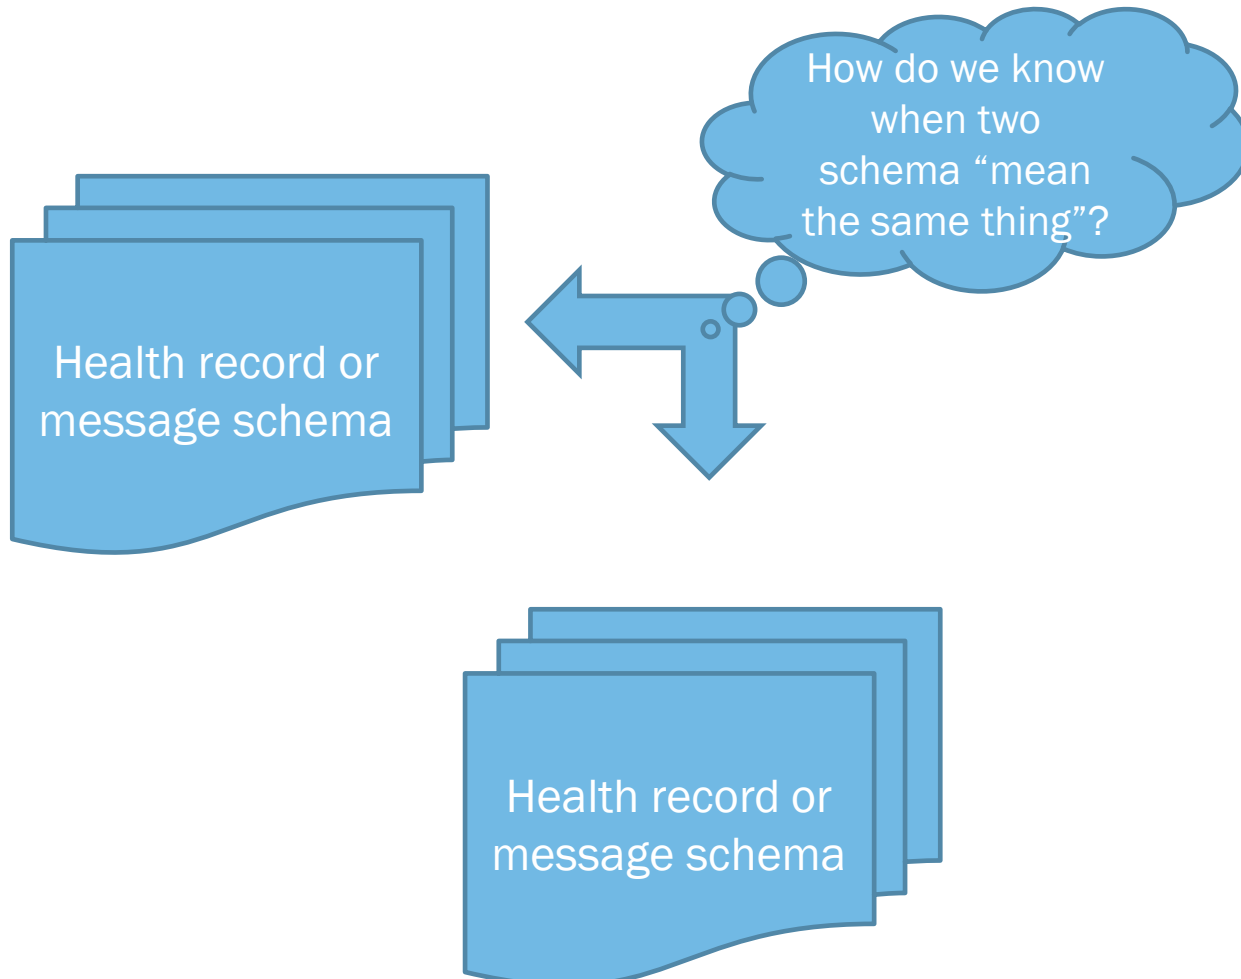 How do we know
when two
schema “mean
the same thing”?
Health record or
message schema
Health record or
message schema